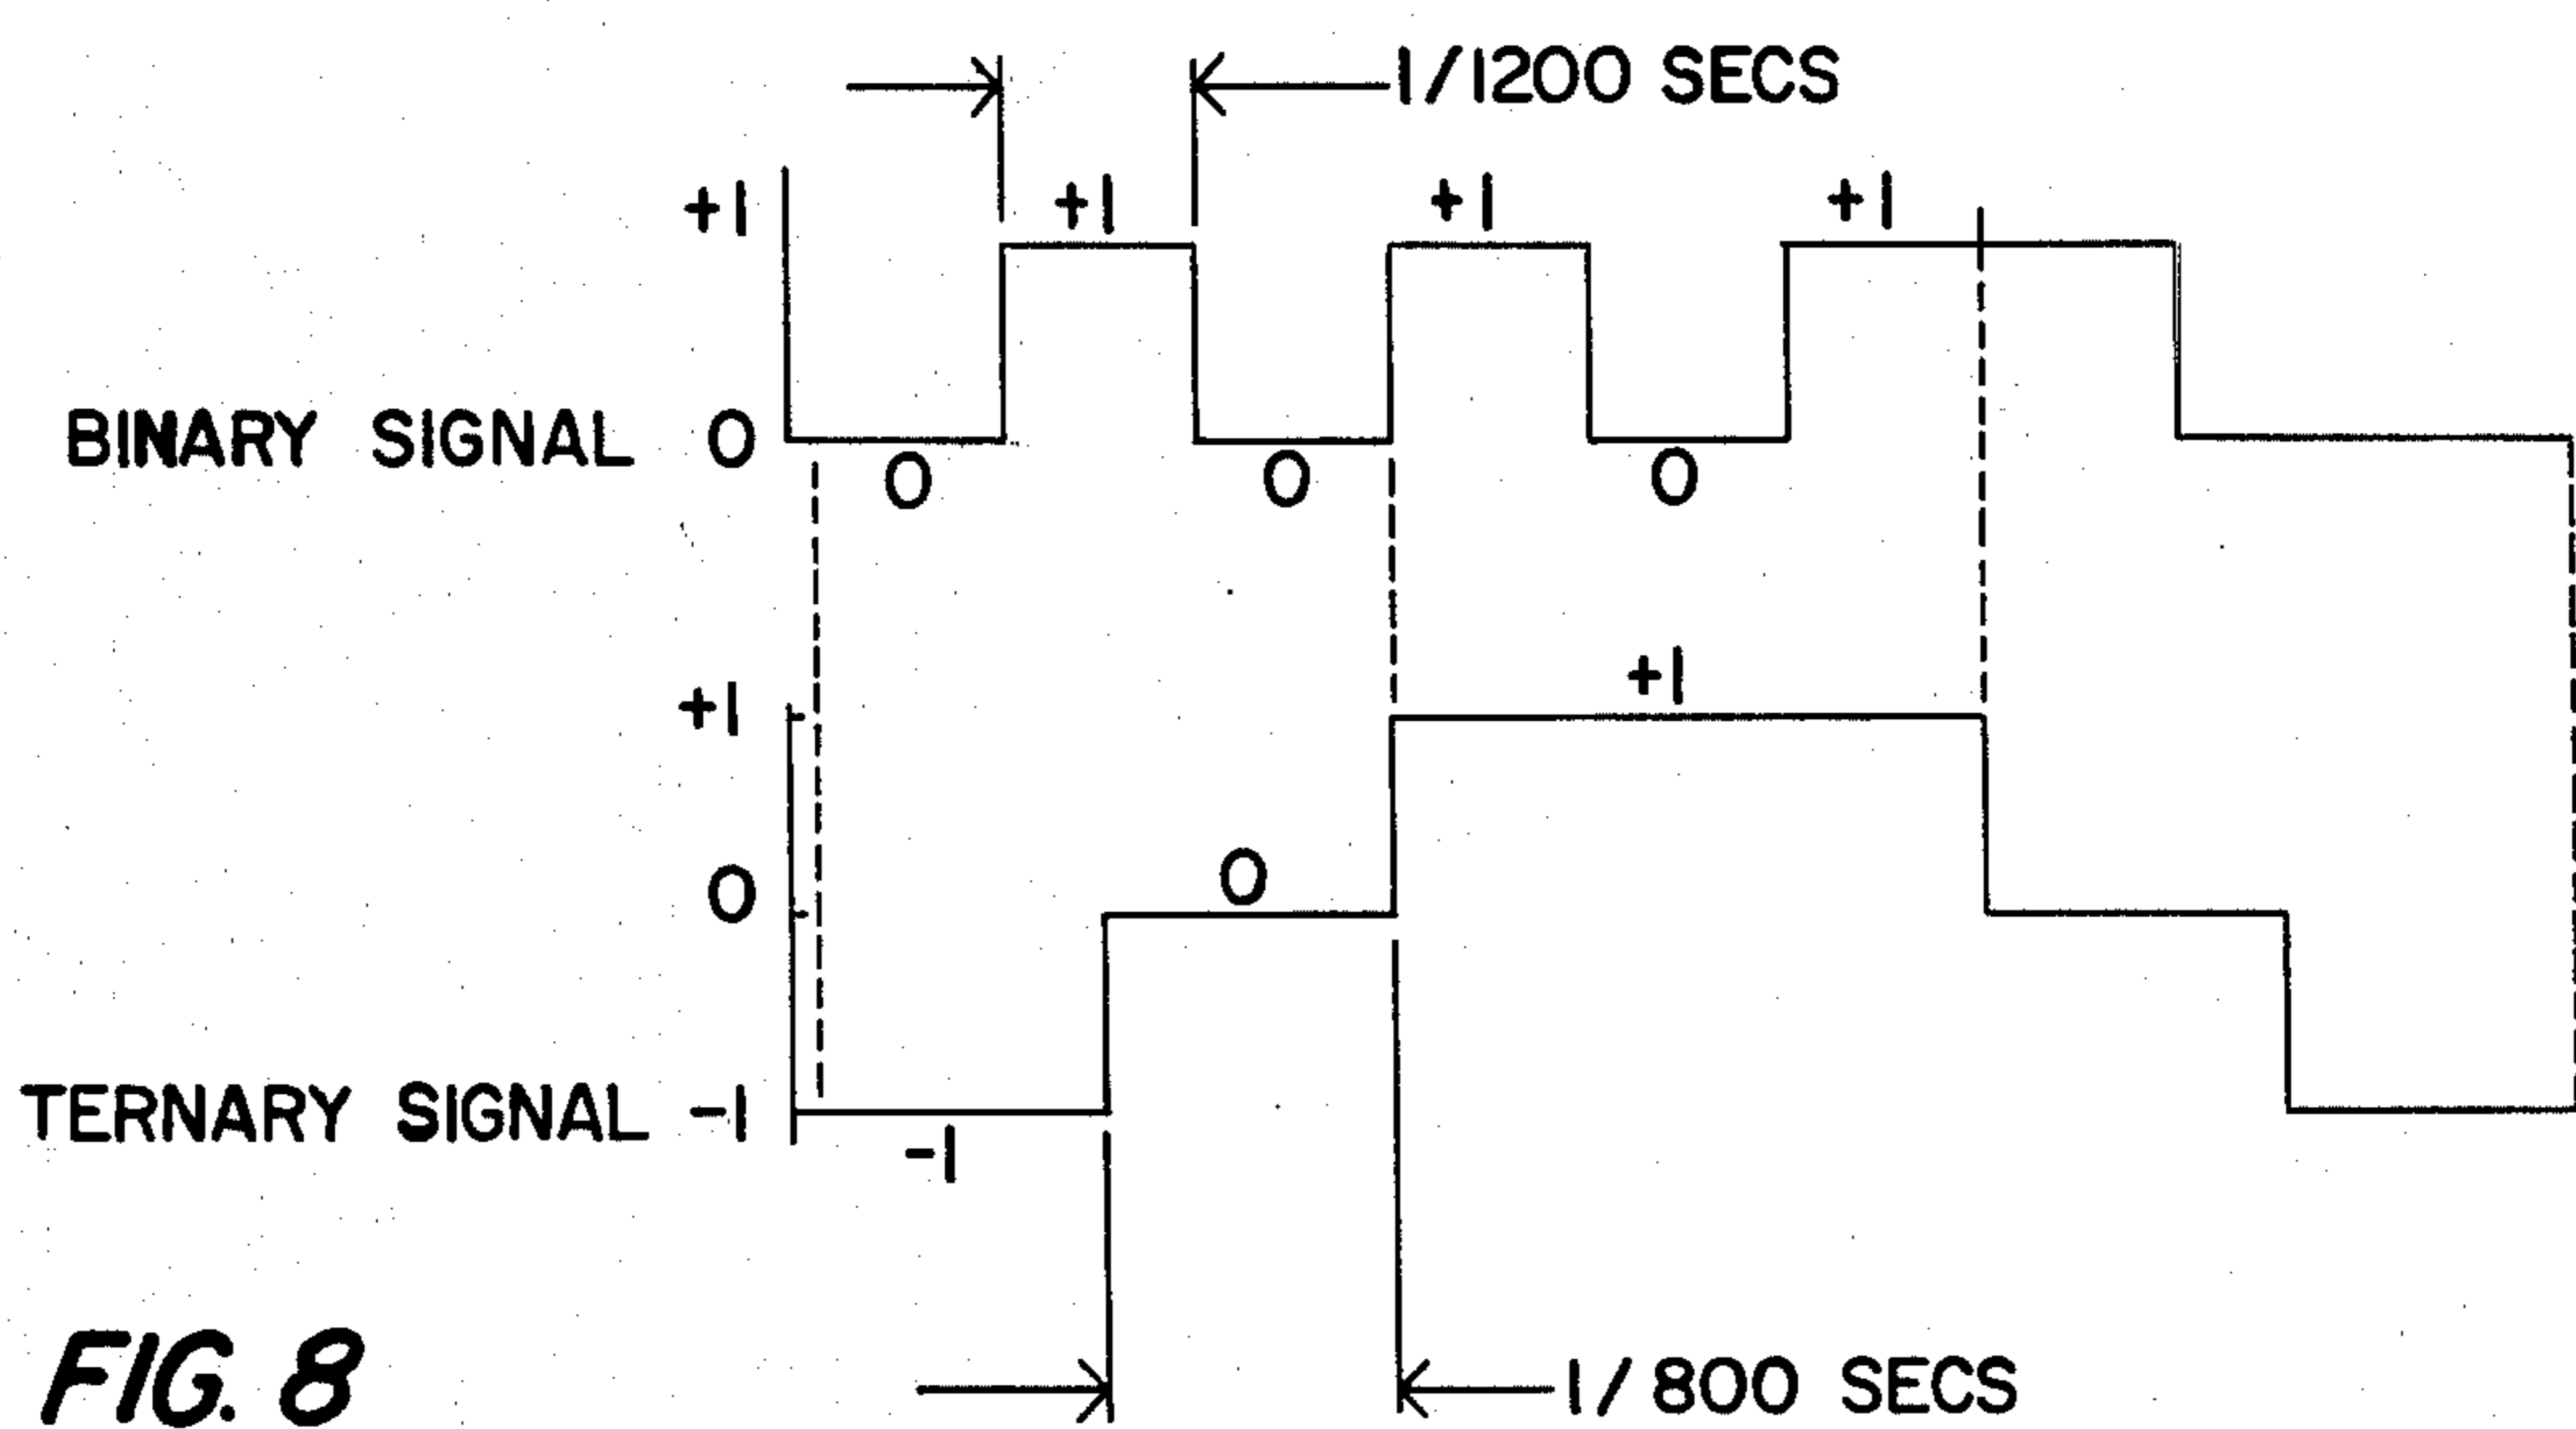 1/1200 SECS
+1 +1 +1 +1
BINARY SIGNAL 0
0 0 0
+1
+1
0
0
TERNARY SIGNAL -1
-1
FIG. 8
1/800 SECS